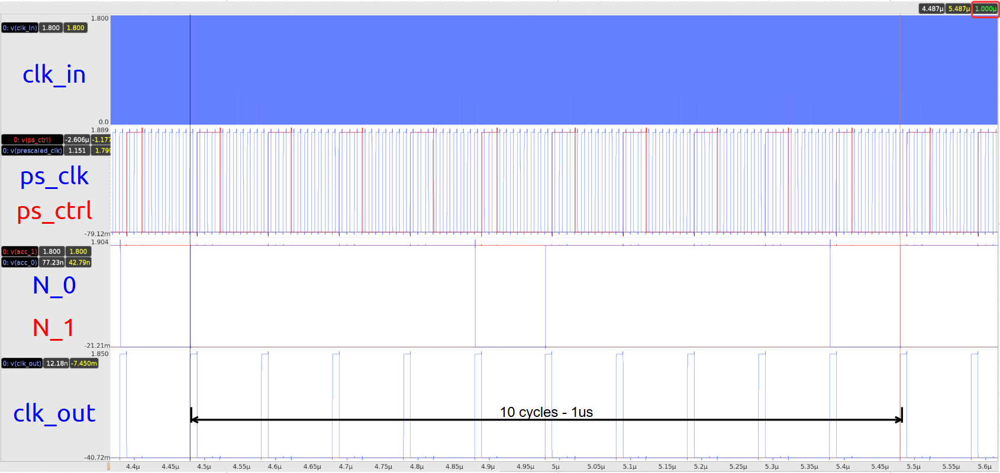 4.487µ 5.487µ 1.000µ
1.800
0: v(clk_in) 1.800 1.800
clk_in
0.0
1.889
0: v(ps_ctrl) -2.606µ -1.177
0: v(prescaled_clk) 1.151 1.799
ps_clk
ps_ctrl
-79.12m
1.904
0: v(acc_1) 1.800 1.800
0: v(acc_0) 77.23n 42.79n
N_0
N_1
-21.21m
1.850
0: v(clk_out) 12.18n -7.450m
clk_out
10 cycles - 1us
-40.72m
4.4µ 4.45µ 4.5µ 4.55µ 4.6µ 4.65µ 4.7µ 4.75µ 4.8µ 4.85µ 4.9µ 4.95µ 5µ 5.05µ 5.1µ 5.15µ 5.2µ 5.25µ 5.3µ 5.35µ 5.4µ 5.45µ 5.5µ 5.55µ 5.6µ